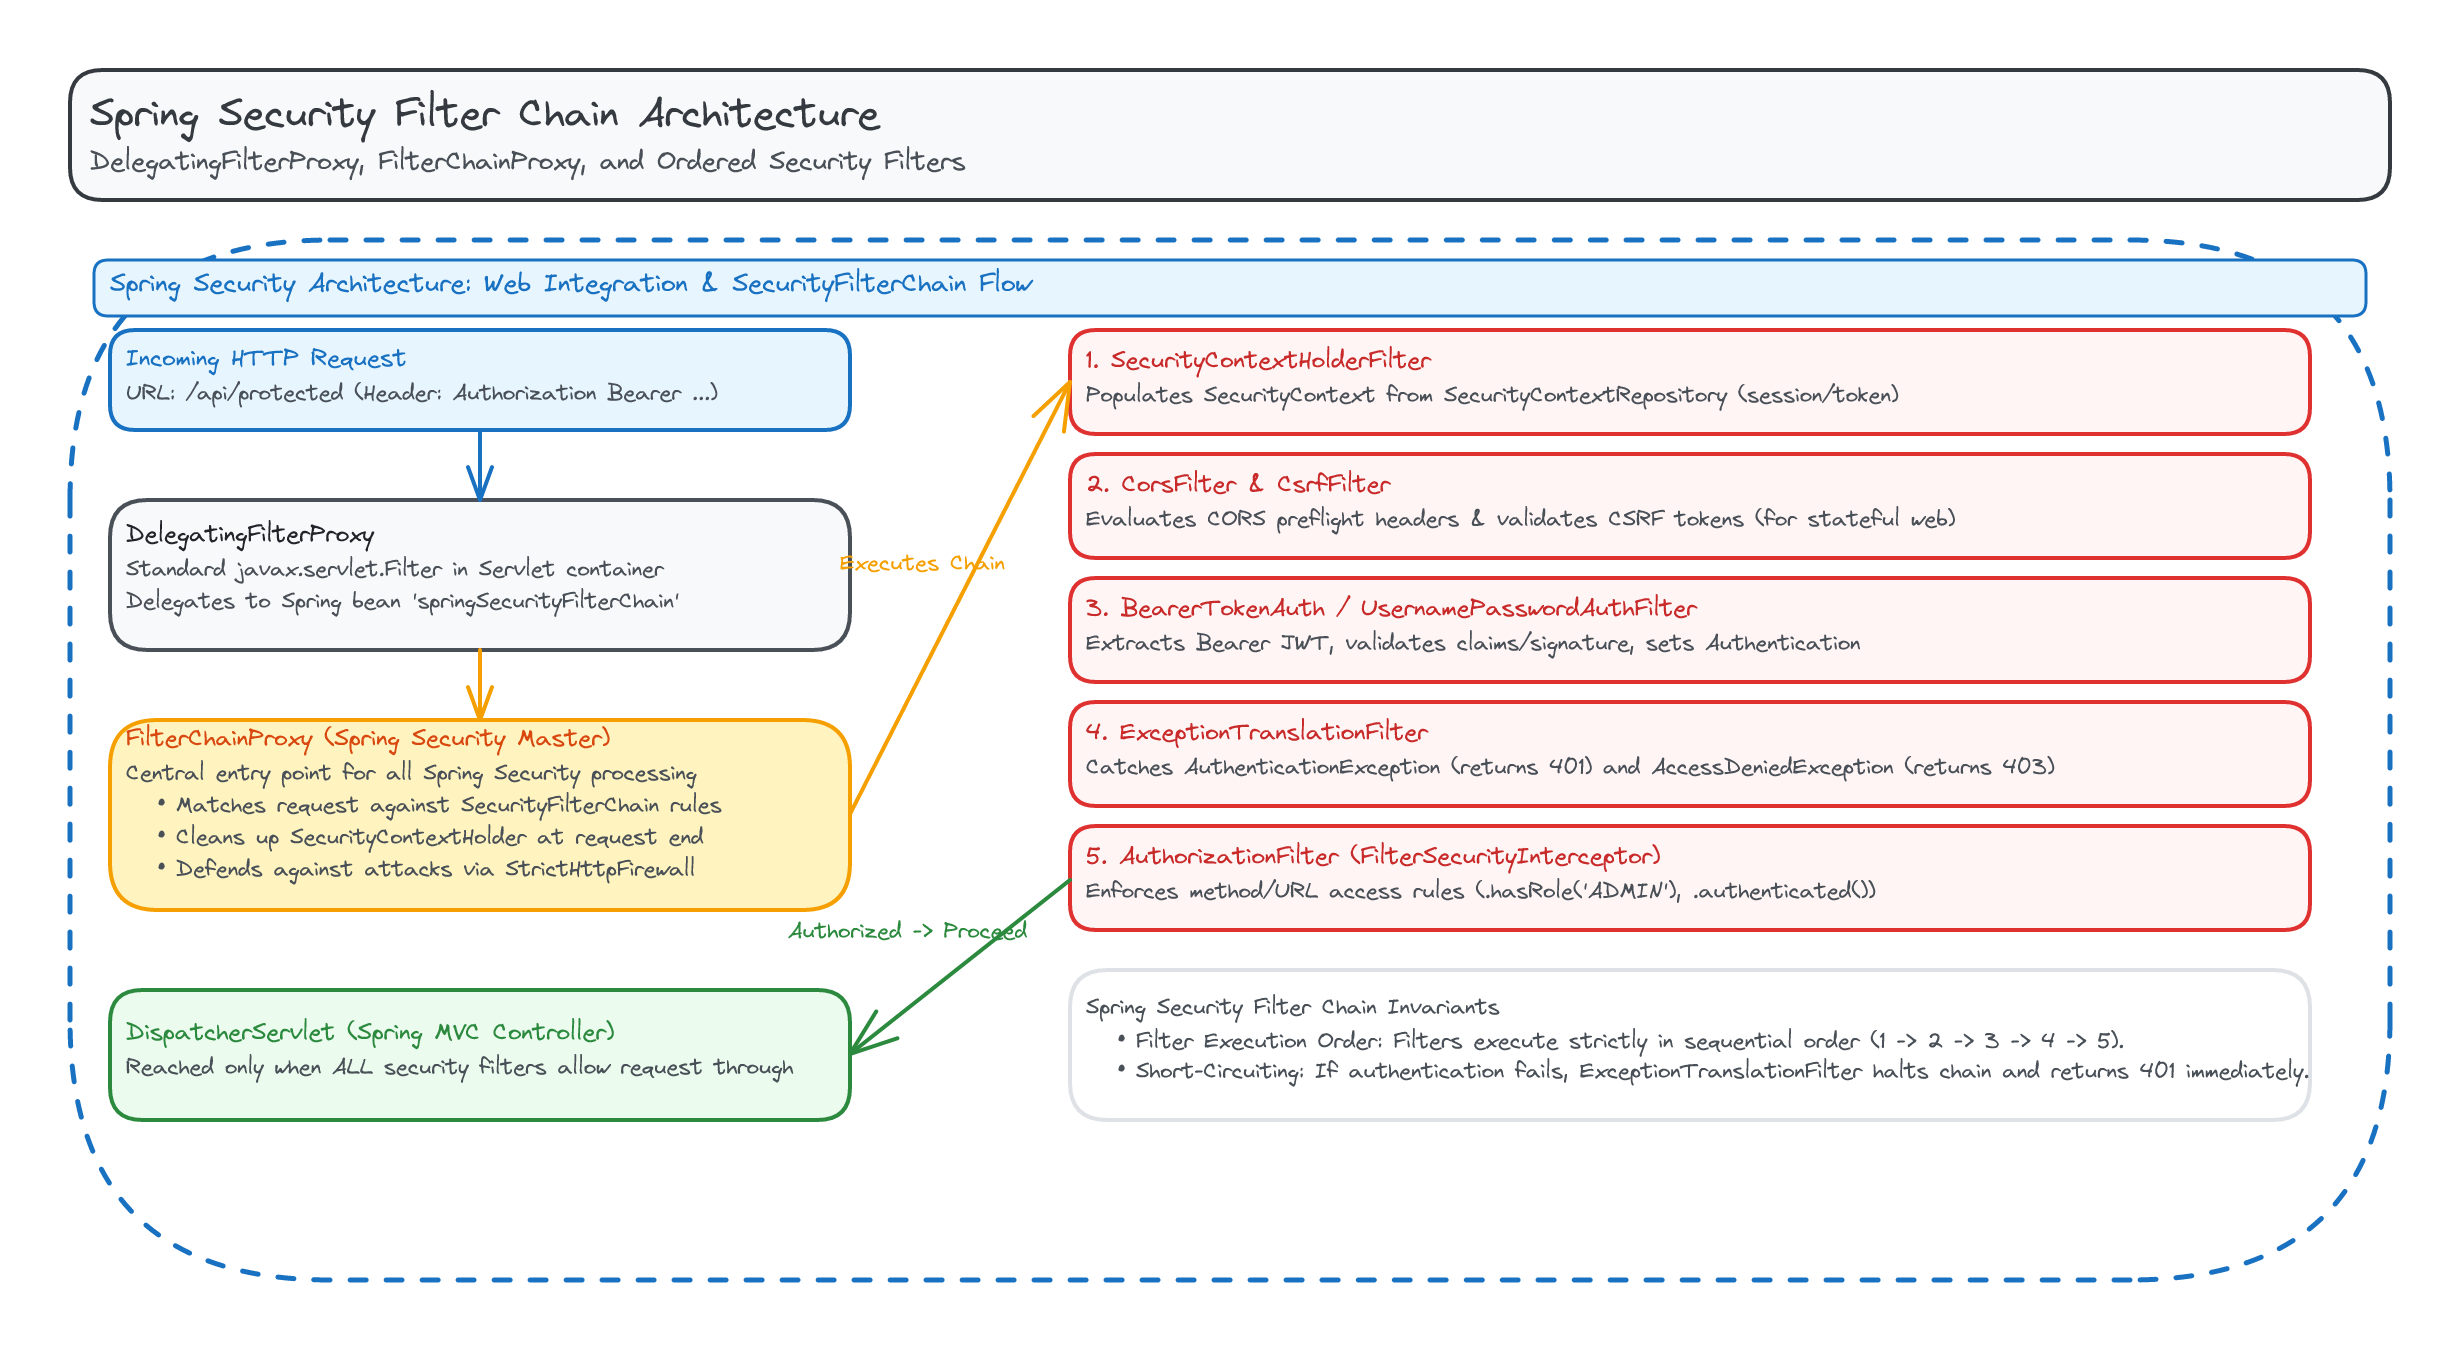 Spring Security Filter Chain Architecture
DelegatingFilterProxy, FilterChainProxy, and Ordered Security Filters
Spring Security Architecture: Web Integration & SecurityFilterChain Flow
Incoming HTTP Request
URL: /api/protected (Header: Authorization Bearer ...)
DelegatingFilterProxy
Standard javax.servlet.Filter in Servlet container
Delegates to Spring bean 'springSecurityFilterChain'
Executes Chain
FilterChainProxy (Spring Security Master)
Central entry point for all Spring Security processing
• Matches request against SecurityFilterChain rules
• Cleans up SecurityContextHolder at request end
• Defends against attacks via StrictHttpFirewall
Authorized -> Proceed
DispatcherServlet (Spring MVC Controller)
Reached only when ALL security filters allow request through
1. SecurityContextHolderFilter
Populates SecurityContext from SecurityContextRepository (session/token)
2. CorsFilter & CsrfFilter
Evaluates CORS preflight headers & validates CSRF tokens (for stateful web)
3. BearerTokenAuth / UsernamePasswordAuthFilter
Extracts Bearer JWT, validates claims/signature, sets Authentication
4. ExceptionTranslationFilter
Catches AuthenticationException (returns 401) and AccessDeniedException (returns 403)
5. AuthorizationFilter (FilterSecurityInterceptor)
Enforces method/URL access rules (.hasRole('ADMIN'), .authenticated())
Spring Security Filter Chain Invariants
• Filter Execution Order: Filters execute strictly in sequential order (1 -> 2 -> 3 -> 4 -> 5).
• Short-Circuiting: If authentication fails, ExceptionTranslationFilter halts chain and returns 401 immediately.